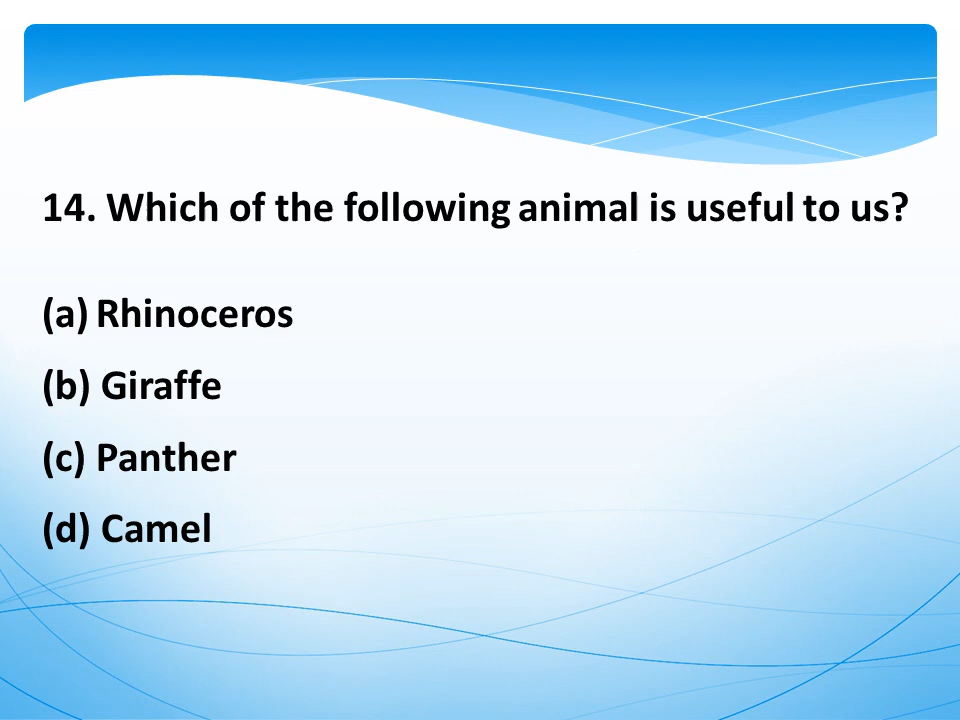 14. Which of the following animal is useful to us?
(a) Rhinoceros
(b) Giraffe
(c) Panther
(d) Camel